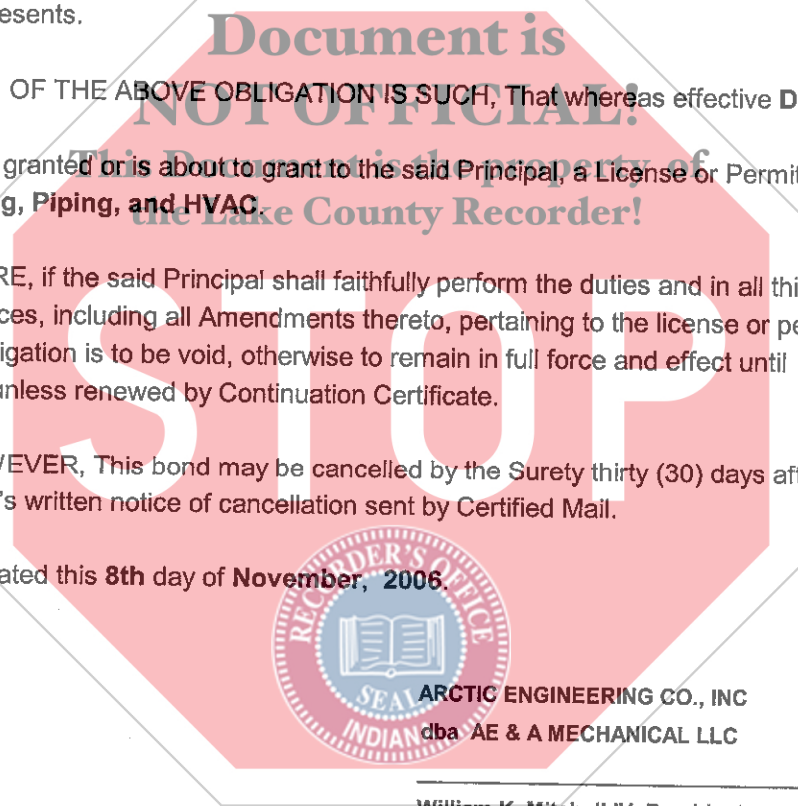 esents.
Document is
OF THE ABOVE OBLIGATION IS SUCH, That whereas effective D
NOT OFFICIAL!
granted or is about to grant to the said Principal, a License or Permit
This Document is the property of
g, Piping, and HVAC.
the Lake County Recorder!
RE, if the said Principal shall faithfully perform the duties and in all thi
ces, including all Amendments thereto, pertaining to the license or pe
igation is to be void, otherwise to remain in full force and effect until
unless renewed by Continuation Certificate.
STOP
VEVER, This bond may be cancelled by the Surety thirty (30) days aft
's written notice of cancellation sent by Certified Mail.
ated this 8th day of November, 2006.
RECORDER'S OFFICE
SEAL
INDIANA
ARCTIC ENGINEERING CO., INC
dba AE & A MECHANICAL LLC